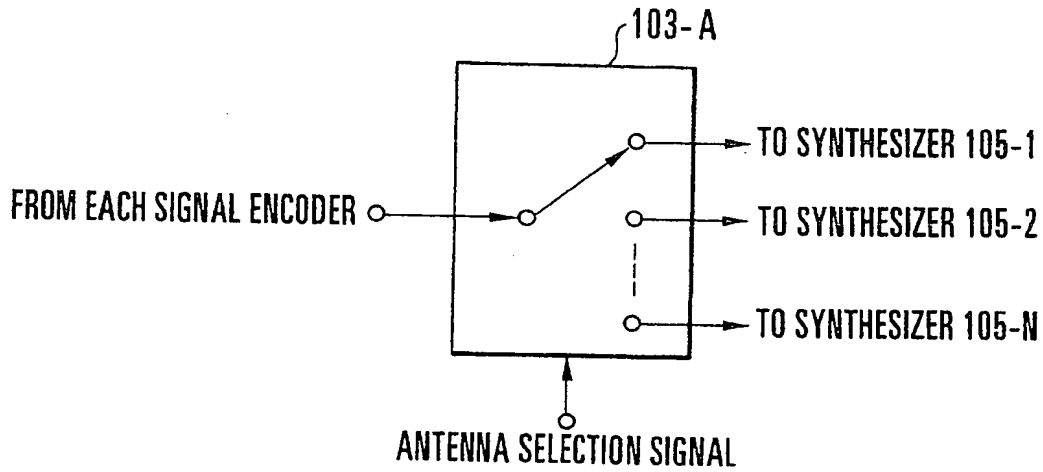 103-A
TO SYNTHESIZER 105-1
FROM EACH SIGNAL ENCODER
TO SYNTHESIZER 105-2
TO SYNTHESIZER 105-N
ANTENNA SELECTION SIGNAL